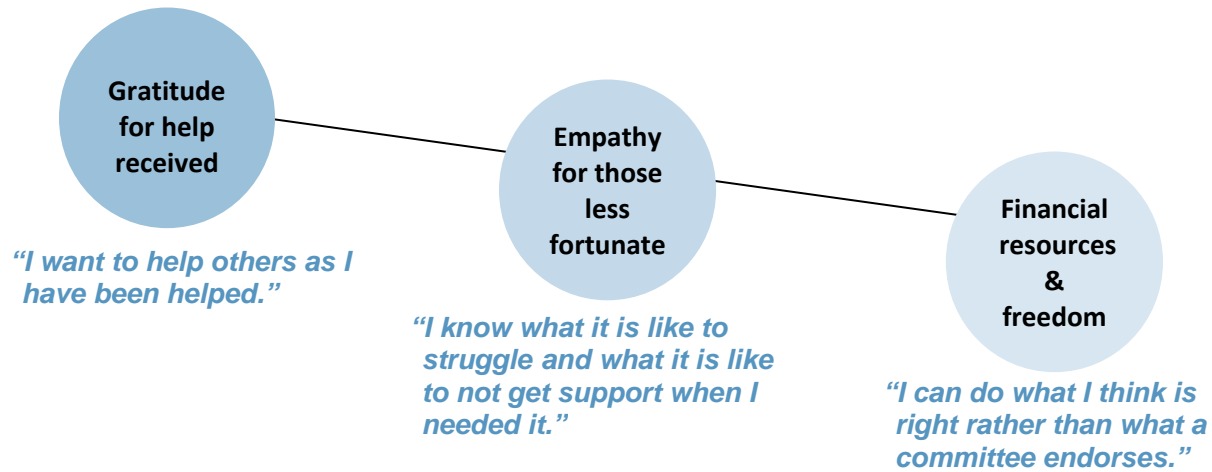 Gratitude
for help
received
“I want to help others as I
have been helped.”
Empathy
for those
less
fortunate
“I know what it is like to
struggle and what it is like
to not get support when I
needed it.”
Financial
resources
&
freedom
“I can do what I think is
right rather than what a
committee endorses.”